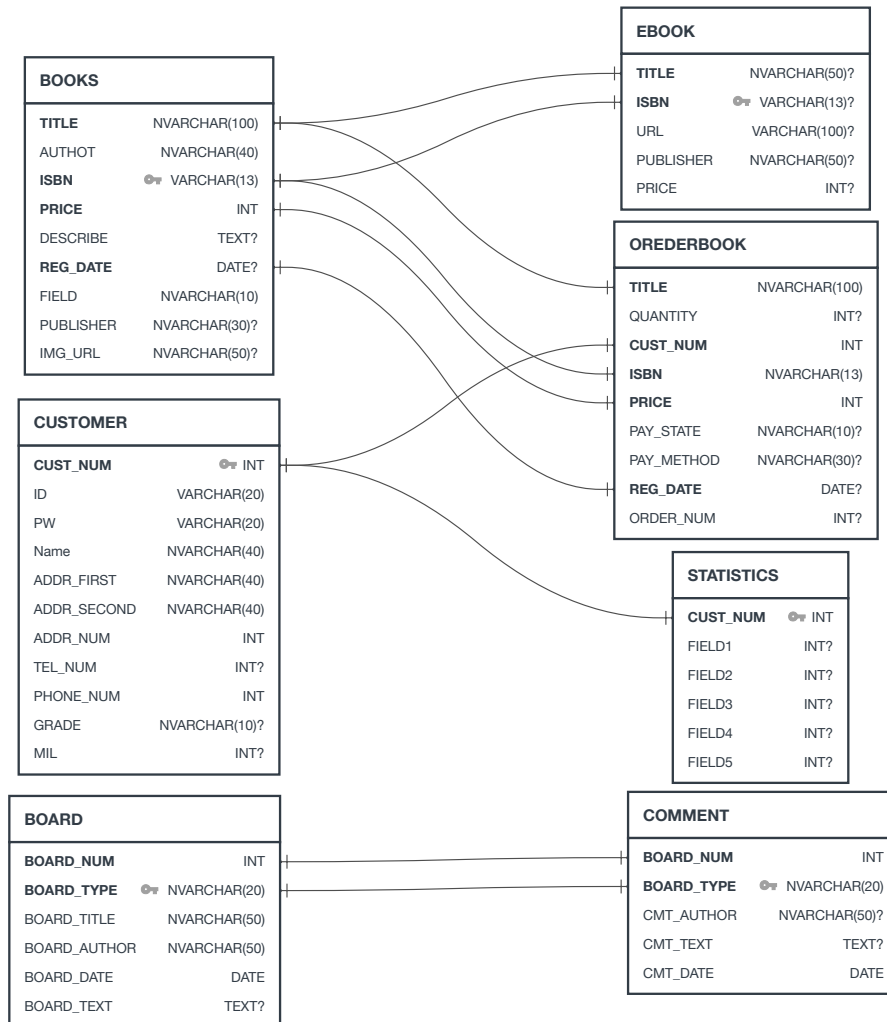 BOOKS
TITLE NVARCHAR(100)
AUTHOT NVARCHAR(40)
ISBN VARCHAR(13)
PRICE INT
DESCRIBE TEXT?
REG_DATE DATE?
FIELD NVARCHAR(10)
PUBLISHER NVARCHAR(30)?
IMG_URL NVARCHAR(50)?
EBOOK
TITLE NVARCHAR(50)?
ISBN VARCHAR(13)?
URL VARCHAR(100)?
PUBLISHER NVARCHAR(50)?
PRICE INT?
OREDERBOOK
TITLE NVARCHAR(100)
QUANTITY INT?
CUST_NUM INT
ISBN NVARCHAR(13)
PRICE INT
PAY_STATE NVARCHAR(10)?
PAY_METHOD NVARCHAR(30)?
REG_DATE DATE?
ORDER_NUM INT?
CUSTOMER
CUST_NUM INT
ID VARCHAR(20)
PW VARCHAR(20)
Name NVARCHAR(40)
ADDR_FIRST NVARCHAR(40)
ADDR_SECOND NVARCHAR(40)
ADDR_NUM INT
TEL_NUM INT?
PHONE_NUM INT
GRADE NVARCHAR(10)?
MIL INT?
STATISTICS
CUST_NUM INT
FIELD1 INT?
FIELD2 INT?
FIELD3 INT?
FIELD4 INT?
FIELD5 INT?
BOARD
BOARD_NUM INT
BOARD_TYPE NVARCHAR(20)
BOARD_TITLE NVARCHAR(50)
BOARD_AUTHOR NVARCHAR(50)
BOARD_DATE DATE
BOARD_TEXT TEXT?
COMMENT
BOARD_NUM INT
BOARD_TYPE NVARCHAR(20)
CMT_AUTHOR NVARCHAR(50)?
CMT_TEXT TEXT?
CMT_DATE DATE